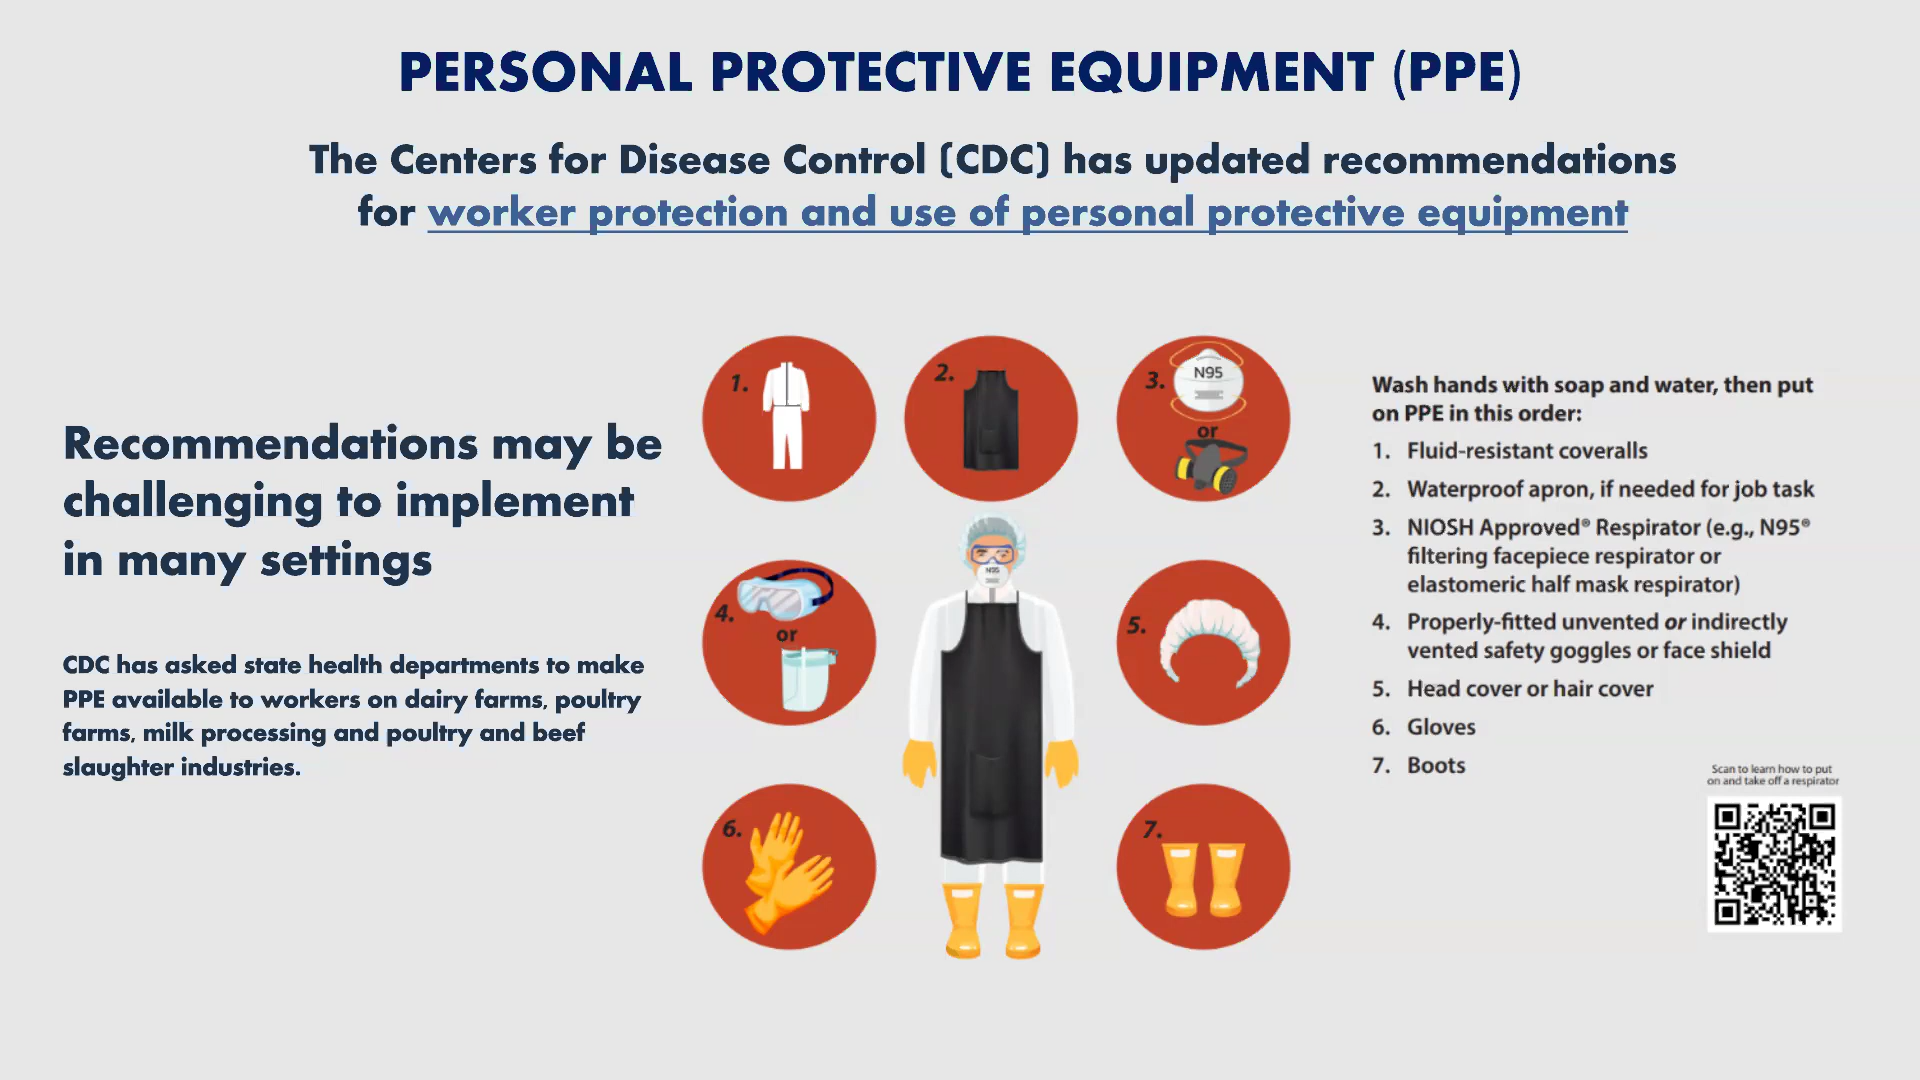 PERSONAL PROTECTIVE EQUIPMENT (PPE)
The Centers for Disease Control (CDC) has updated recommendations
for worker protection and use of personal protective equipment
Recommendations may be
challenging to implement
in many settings
CDC has asked state health departments to make
PPE available to workers on dairy farms, poultry
farms, milk processing and poultry and beef
slaughter industries.
1.
2.
3.
N95
or
4.
or
5.
N95
6.
7.
Wash hands with soap and water, then put
on PPE in this order:
1. Fluid-resistant coveralls
2. Waterproof apron, if needed for job task
3. NIOSH Approved® Respirator (e.g., N95®
filtering facepiece respirator or
elastomeric half mask respirator)
4. Properly-fitted unvented or indirectly
vented safety goggles or face shield
5. Head cover or hair cover
6. Gloves
7. Boots
Scan to learn how to put
on and take off a respirator